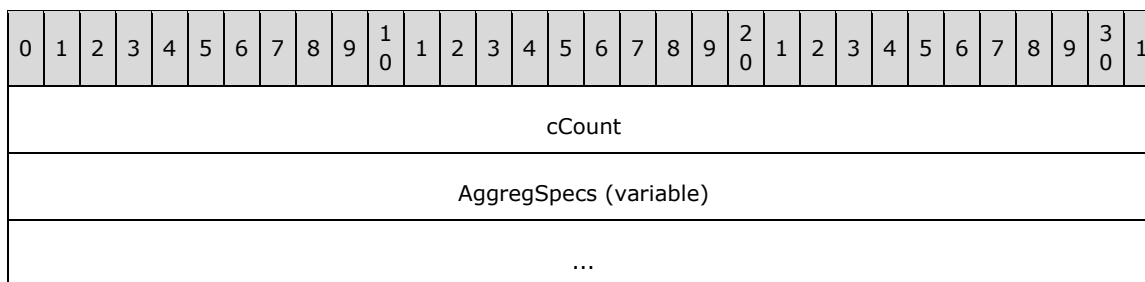 0 1 2 3 4 5 6 7 8 9 1 0 1 2 3 4 5 6 7 8 9 2 0 1 2 3 4 5 6 7 8 9 3 0 1
cCount
AggregSpecs (variable)
...